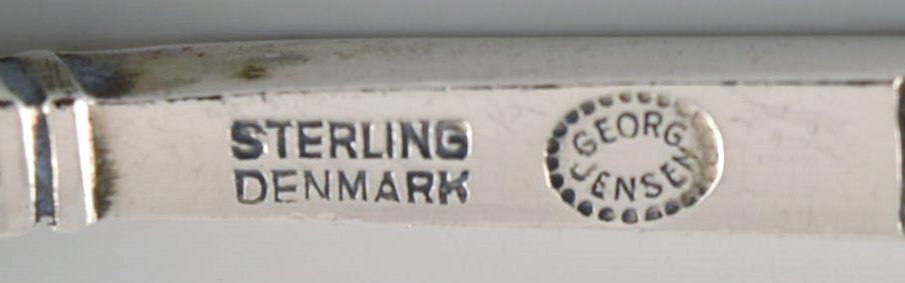 STERLING
DENMARK
GEORG
JENSEN